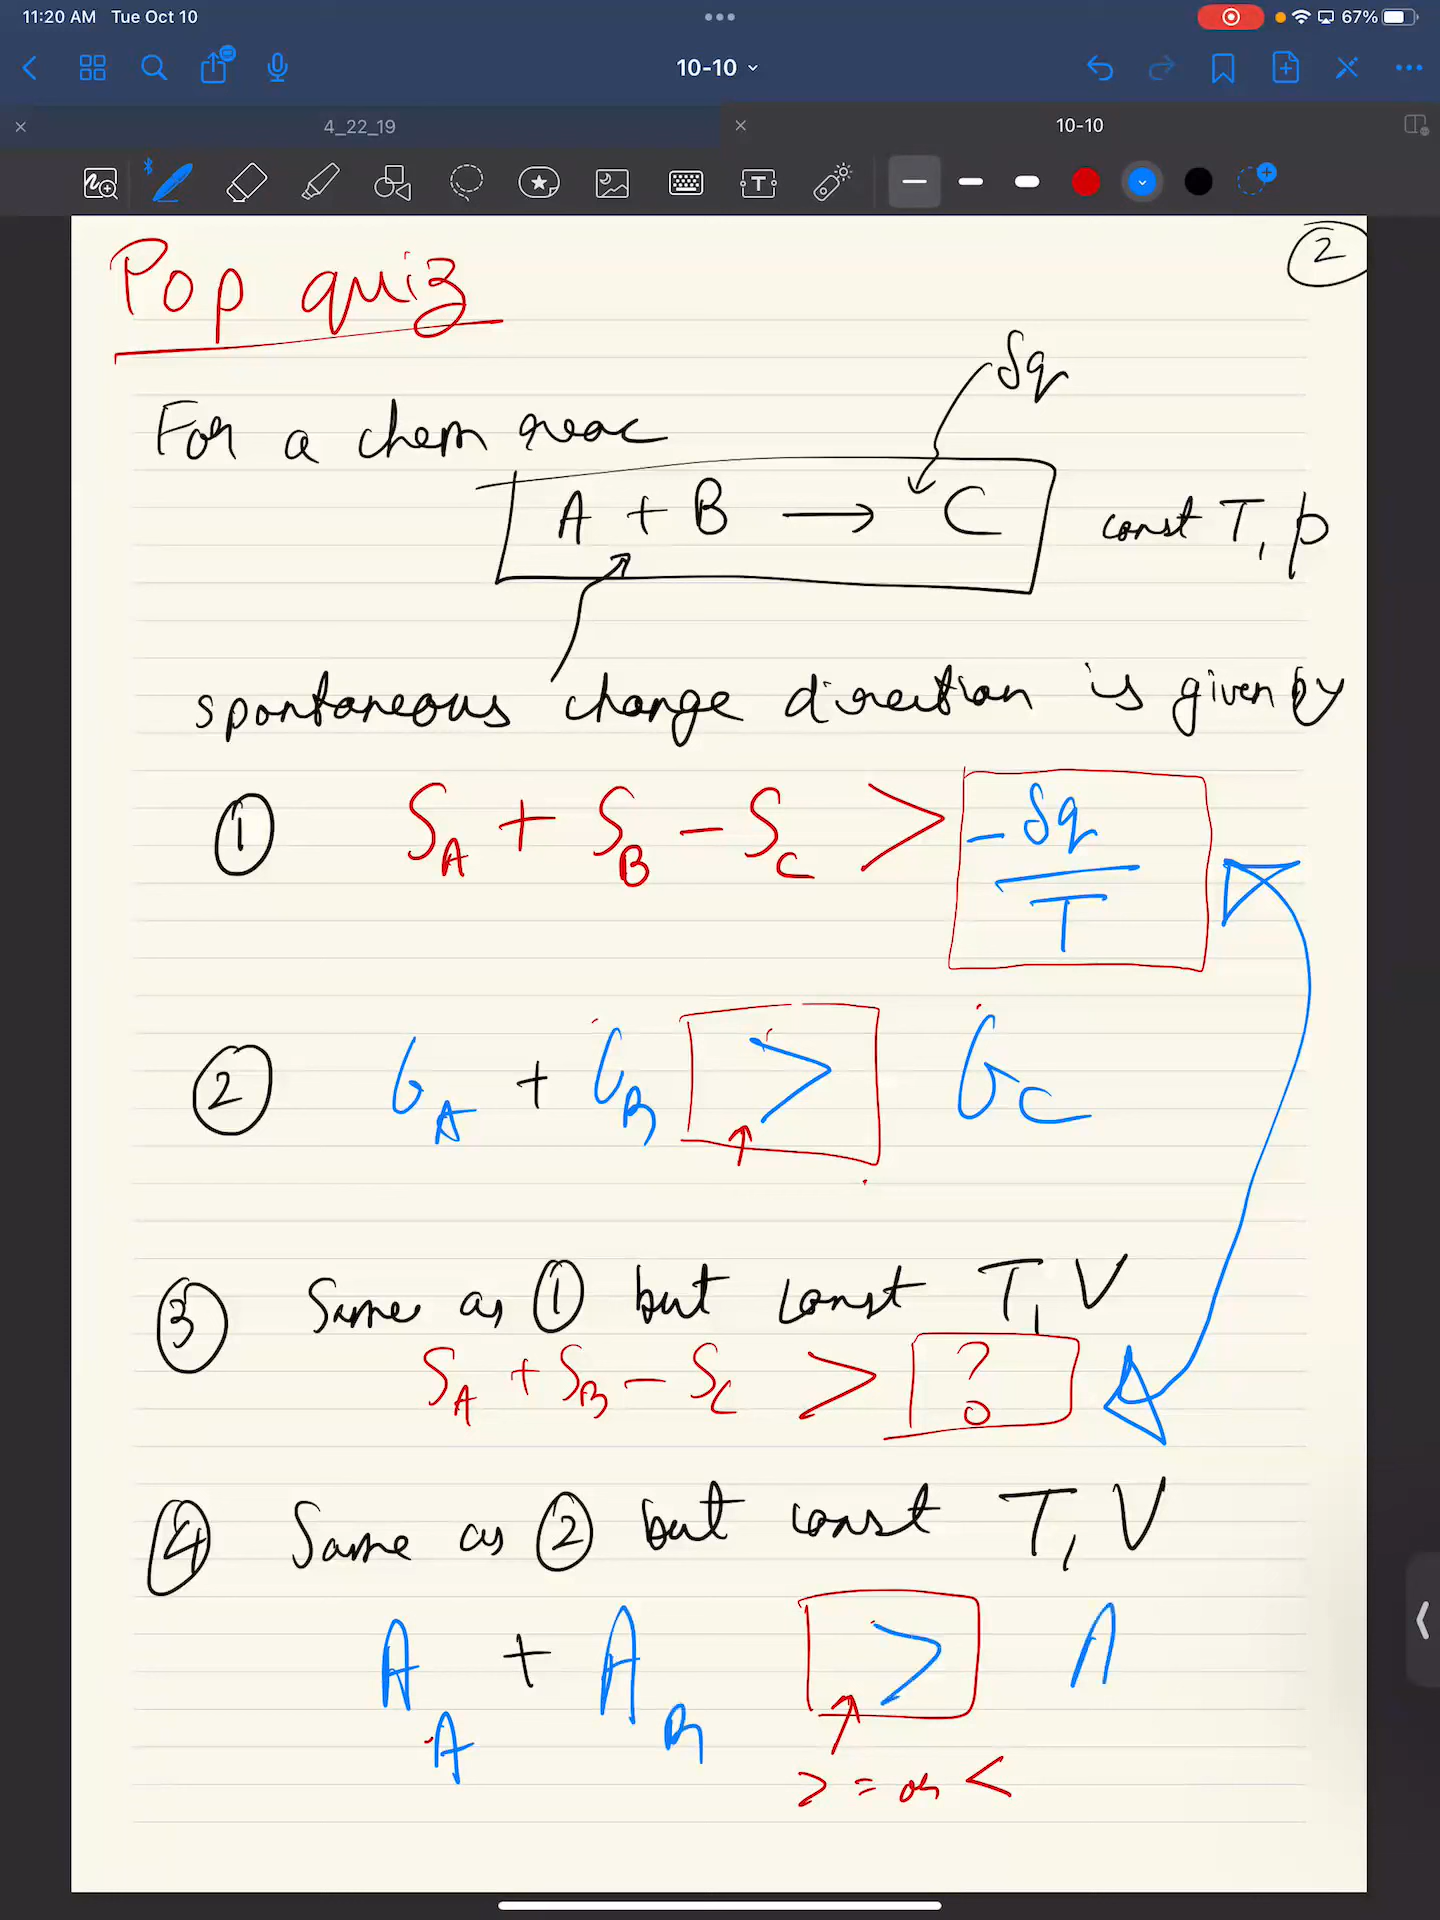 11:20 AM Tue Oct 10
67%
10-10
4_22_19
10-10
Pop quiz
2
δq
For a chem reac
A + B → C
const T, p
spontaneous change direction is given by
① S_A + S_B - S_C > -δq/T
② G_A + G_B > G_C
③ Same as ① but const T, V
S_A + S_B - S_C > ?
④ Same as ② but const T, V
A_A + A_B > A
> = or <